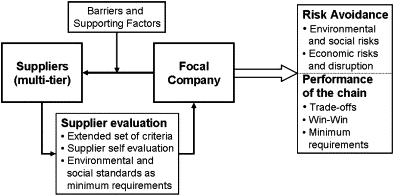 Barriers and
Supporting Factors
Suppliers
(multi-tier)
Focal
Company
Supplier evaluation
• Extended set of criteria
• Supplier self evaluation
• Environmental and
social standards as
minimum requirements
Risk Avoidance
• Environmental
and social risks
• Economic risks
and disruption
Performance
of the chain
• Trade-offs
• Win-Win
• Minimum
requirements